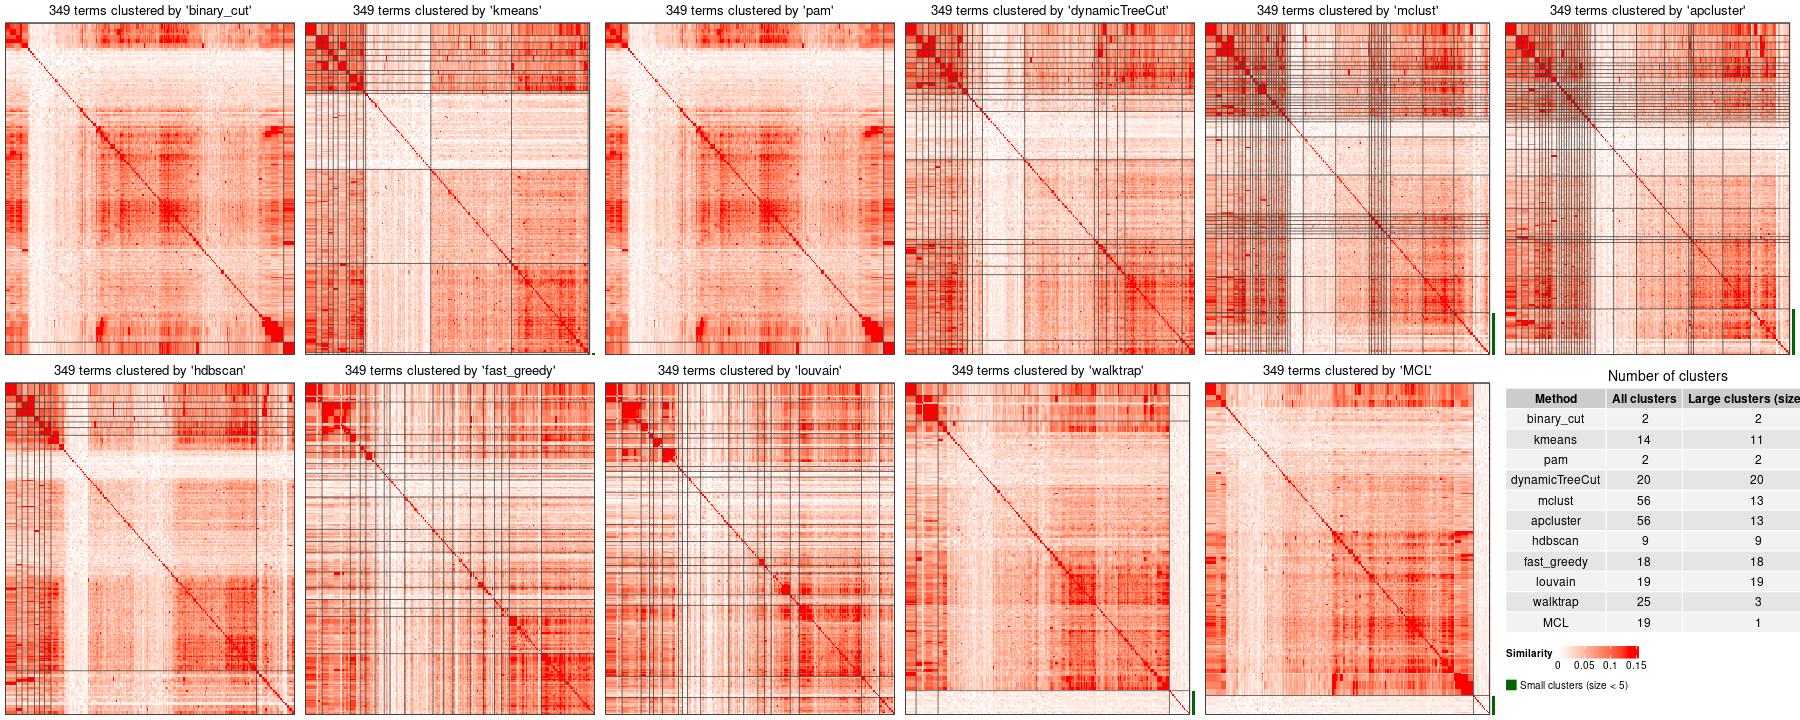 349 terms clustered by 'binary_cut'
349 terms clustered by 'kmeans'
349 terms clustered by 'pam'
349 terms clustered by 'dynamicTreeCut'
349 terms clustered by 'mclust'
349 terms clustered by 'apcluster'
349 terms clustered by 'hdbscan'
349 terms clustered by 'fast_greedy'
349 terms clustered by 'louvain'
349 terms clustered by 'walktrap'
349 terms clustered by 'MCL'
Number of clusters
Method All clusters Large clusters (size
binary_cut 2 2
kmeans 14 11
pam 2 2
dynamicTreeCut 20 20
mclust 56 13
apcluster 56 13
hdbscan 9 9
fast_greedy 18 18
louvain 19 19
walktrap 25 3
MCL 19 1
Similarity
0 0.05 0.1 0.15
Small clusters (size < 5)